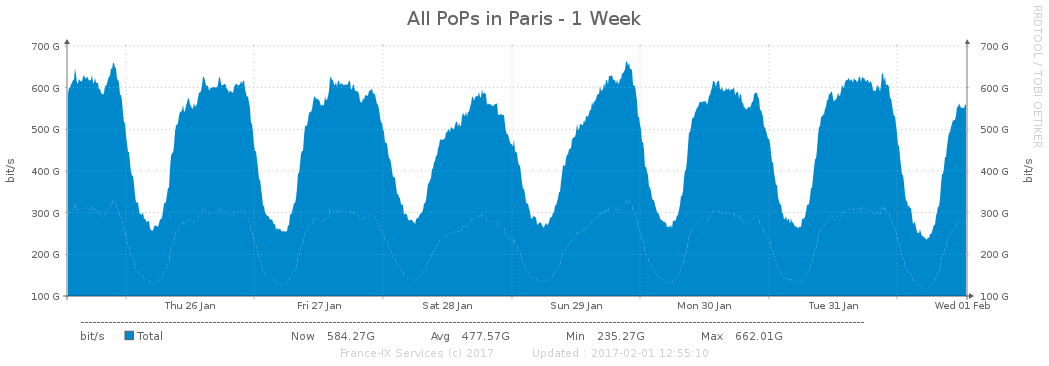 All PoPs in Paris - 1 Week
RRDTOOL / TOBI OETIKER
bit/s
700 G 700 G
600 G 600 G
500 G 500 G
400 G 400 G
300 G 300 G
200 G 200 G
100 G 100 G
bit/s
Thu 26 Jan Fri 27 Jan Sat 28 Jan Sun 29 Jan Mon 30 Jan Tue 31 Jan Wed 01 Feb
bit/s Total Now 584.27G Avg 477.57G Min 235.27G Max 662.01G
France-IX Services (c) 2017 Updated : 2017-02-01 12:55:10